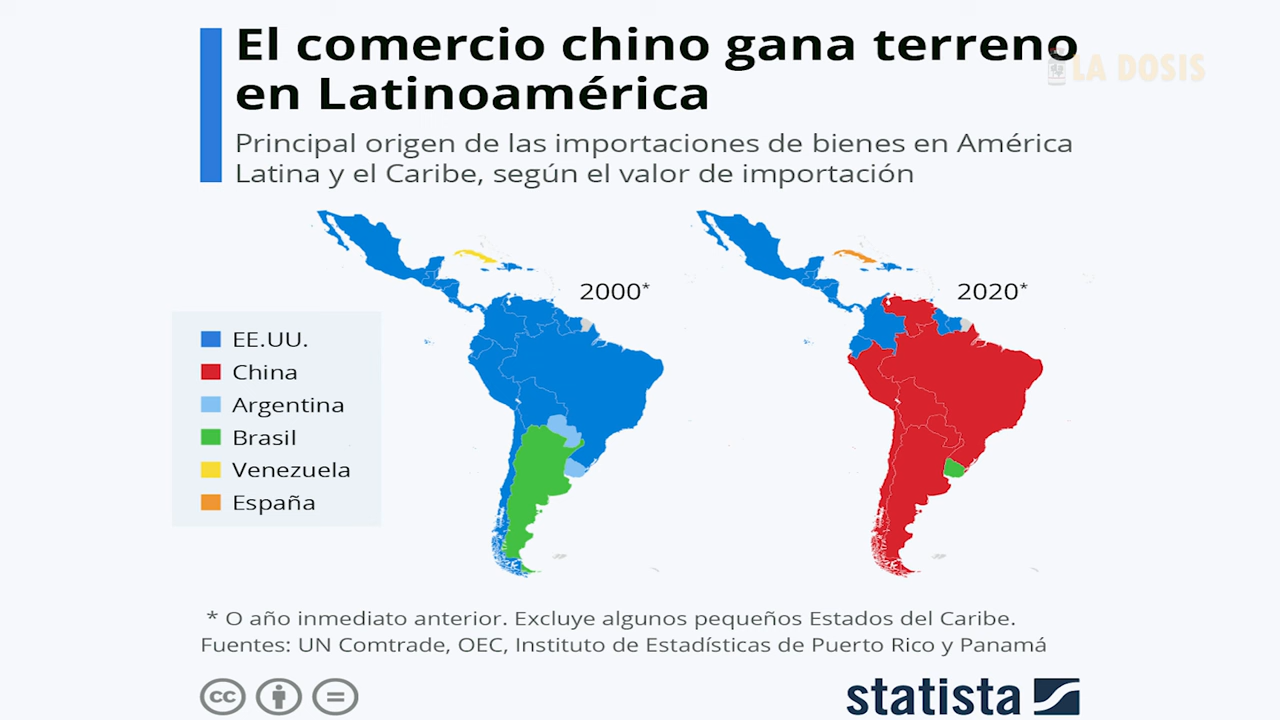 El comercio chino gana terreno
en Latinoamérica
LA DOSIS
Principal origen de las importaciones de bienes en América
Latina y el Caribe, según el valor de importación
2000*
2020*
EE.UU.
China
Argentina
Brasil
Venezuela
España
* O año inmediato anterior. Excluye algunos pequeños Estados del Caribe.
Fuentes: UN Comtrade, OEC, Instituto de Estadísticas de Puerto Rico y Panamá
cc
statista